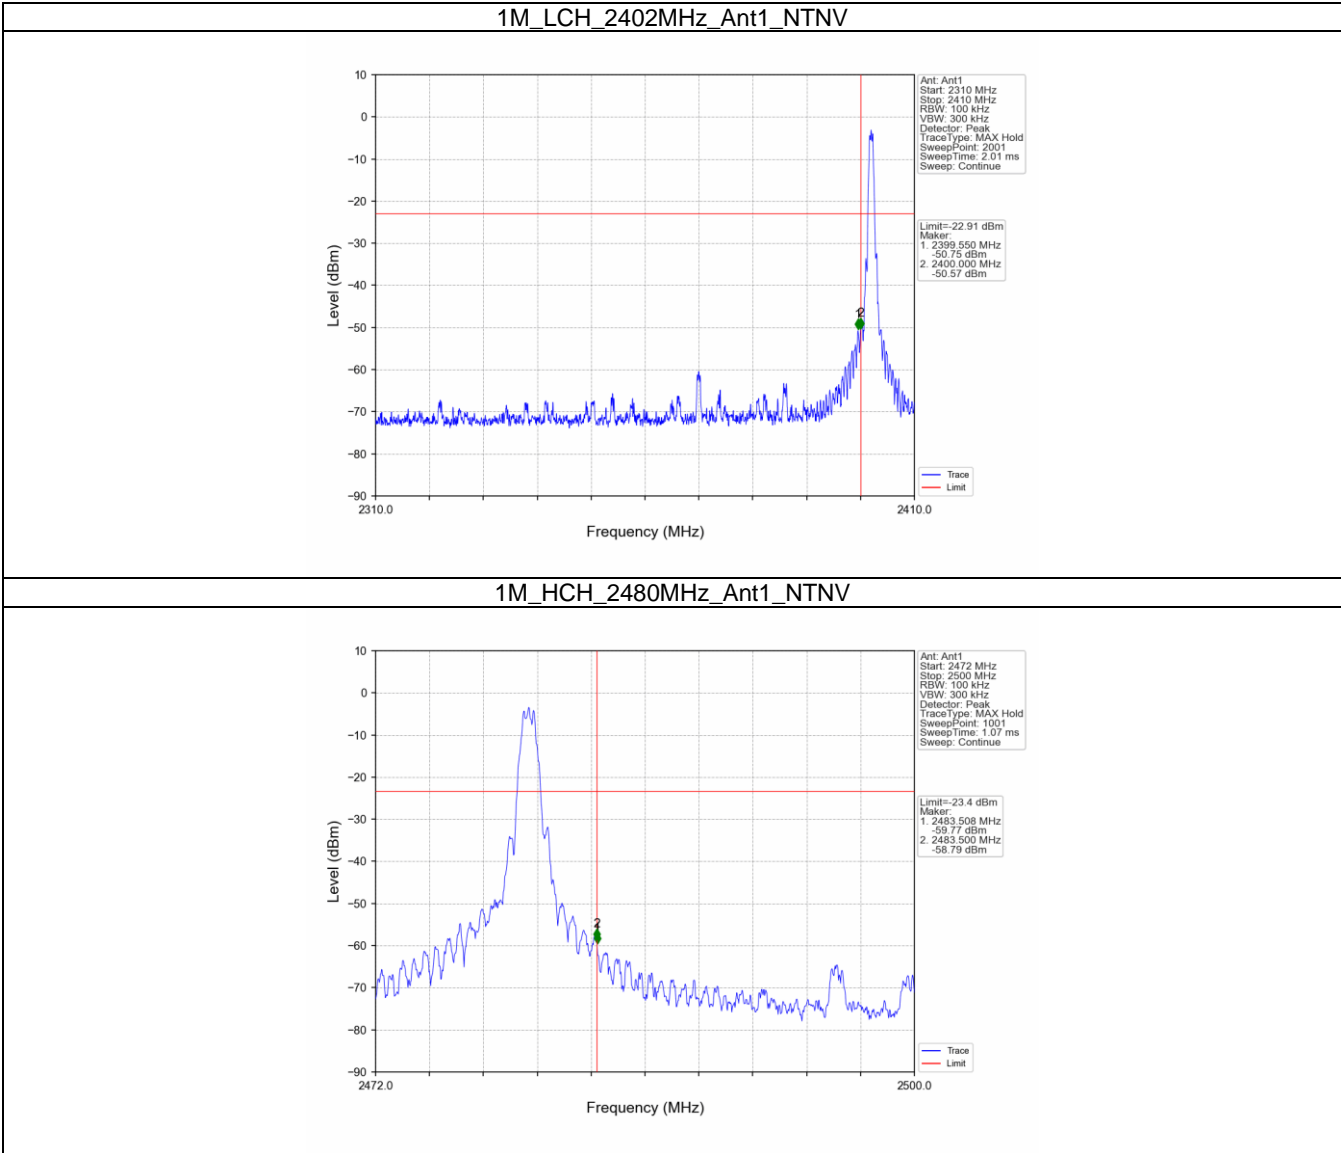 1M_LCH_2402MHz_Ant1_NTNV
10
0
−10
−20
−30
−40
−50
−60
−70
−80
−90
Level (dBm)
2310.0
2410.0
Frequency (MHz)
2
Ant: Ant1
Start: 2310 MHz
Stop: 2410 MHz
RBW: 100 kHz
VBW: 300 kHz
Detector: Peak
TraceType: MAX Hold
SweepPoint: 2001
SweepTime: 2.01 ms
Sweep: Continue
Limit=-22.91 dBm
Maker:
1. 2399.550 MHz
-50.75 dBm
2. 2400.000 MHz
-50.57 dBm
Trace
Limit
1M_HCH_2480MHz_Ant1_NTNV
10
0
−10
−20
−30
−40
−50
−60
−70
−80
−90
Level (dBm)
2472.0
2500.0
Frequency (MHz)
2
Ant: Ant1
Start: 2472 MHz
Stop: 2500 MHz
RBW: 100 kHz
VBW: 300 kHz
Detector: Peak
TraceType: MAX Hold
SweepPoint: 1001
SweepTime: 1.07 ms
Sweep: Continue
Limit=-23.4 dBm
Maker:
1. 2483.508 MHz
-59.77 dBm
2. 2483.500 MHz
-58.79 dBm
Trace
Limit